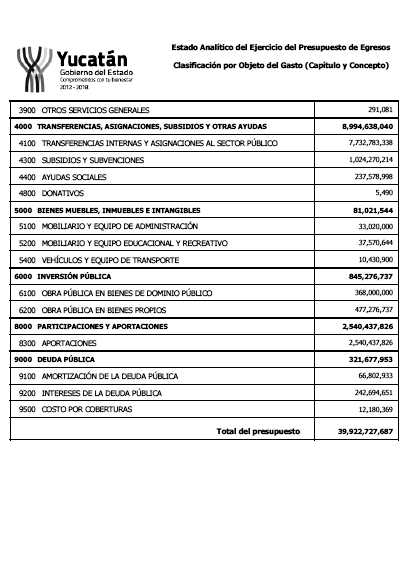 Yucatán
Gobierno del Estado
Comprometidos con tu bienestar
2012 - 2018
Estado Analítico del Ejercicio del Presupuesto de Egresos
Clasificación por Objeto del Gasto (Capítulo y Concepto)
3900 OTROS SERVICIOS GENERALES 291,081
4000 TRANSFERENCIAS, ASIGNACIONES, SUBSIDIOS Y OTRAS AYUDAS 8,994,638,040
4100 TRANSFERENCIAS INTERNAS Y ASIGNACIONES AL SECTOR PÚBLICO 7,732,783,338
4300 SUBSIDIOS Y SUBVENCIONES 1,024,270,214
4400 AYUDAS SOCIALES 237,578,998
4800 DONATIVOS 5,490
5000 BIENES MUEBLES, INMUEBLES E INTANGIBLES 81,021,544
5100 MOBILIARIO Y EQUIPO DE ADMINISTRACIÓN 33,020,000
5200 MOBILIARIO Y EQUIPO EDUCACIONAL Y RECREATIVO 37,570,644
5400 VEHÍCULOS Y EQUIPO DE TRANSPORTE 10,430,900
6000 INVERSIÓN PÚBLICA 845,276,737
6100 OBRA PÚBLICA EN BIENES DE DOMINIO PÚBLICO 368,000,000
6200 OBRA PÚBLICA EN BIENES PROPIOS 477,276,737
8000 PARTICIPACIONES Y APORTACIONES 2,540,437,826
8300 APORTACIONES 2,540,437,826
9000 DEUDA PÚBLICA 321,677,953
9100 AMORTIZACIÓN DE LA DEUDA PÚBLICA 66,802,933
9200 INTERESES DE LA DEUDA PÚBLICA 242,694,651
9500 COSTO POR COBERTURAS 12,180,369
Total del presupuesto 39,922,727,687